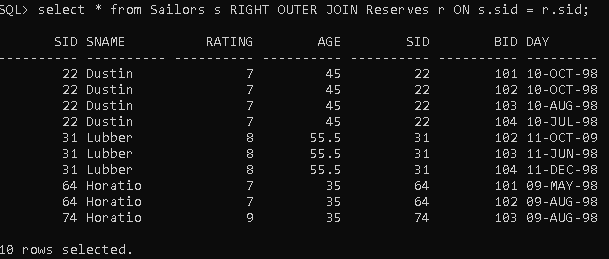 SQL> select * from Sailors s RIGHT OUTER JOIN Reserves r ON s.sid = r.sid;
SID SNAME RATING AGE SID BID DAY
---------- ---------- ---------- ---------- ---------- ---------- ---------
22 Dustin 7 45 22 101 10-OCT-98
22 Dustin 7 45 22 102 10-OCT-98
22 Dustin 7 45 22 103 10-AUG-98
22 Dustin 7 45 22 104 10-JUL-98
31 Lubber 8 55.5 31 102 11-OCT-09
31 Lubber 8 55.5 31 103 11-JUN-98
31 Lubber 8 55.5 31 104 11-DEC-98
64 Horatio 7 35 64 101 09-MAY-98
64 Horatio 7 35 64 102 09-AUG-98
74 Horatio 9 35 74 103 09-AUG-98
10 rows selected.